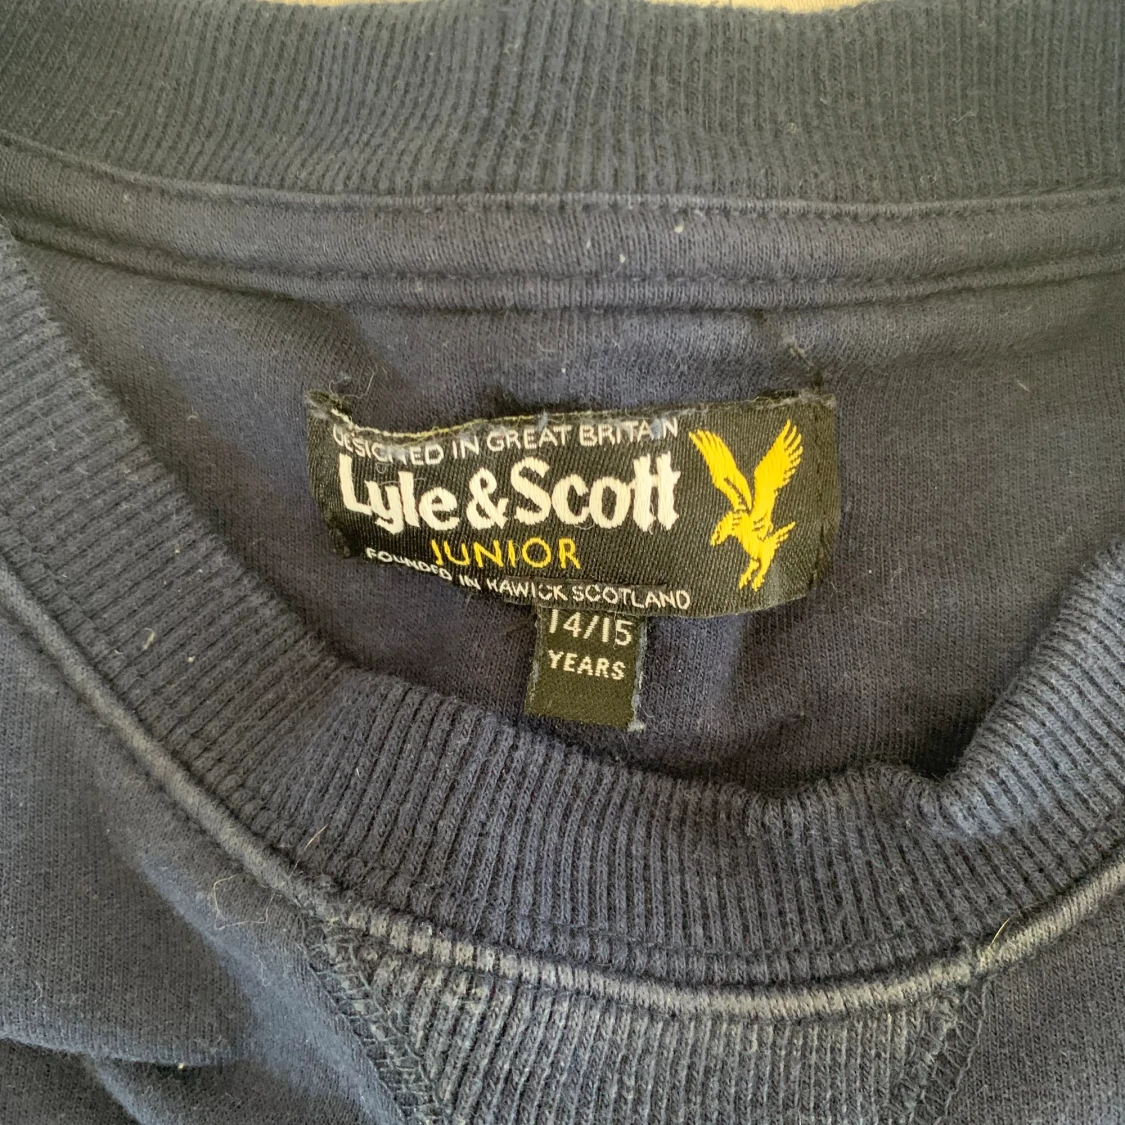 DESIGNED IN GREAT BRITAIN
Lyle & Scott
JUNIOR
FOUNDED IN HAWICK SCOTLAND
14/15
YEARS